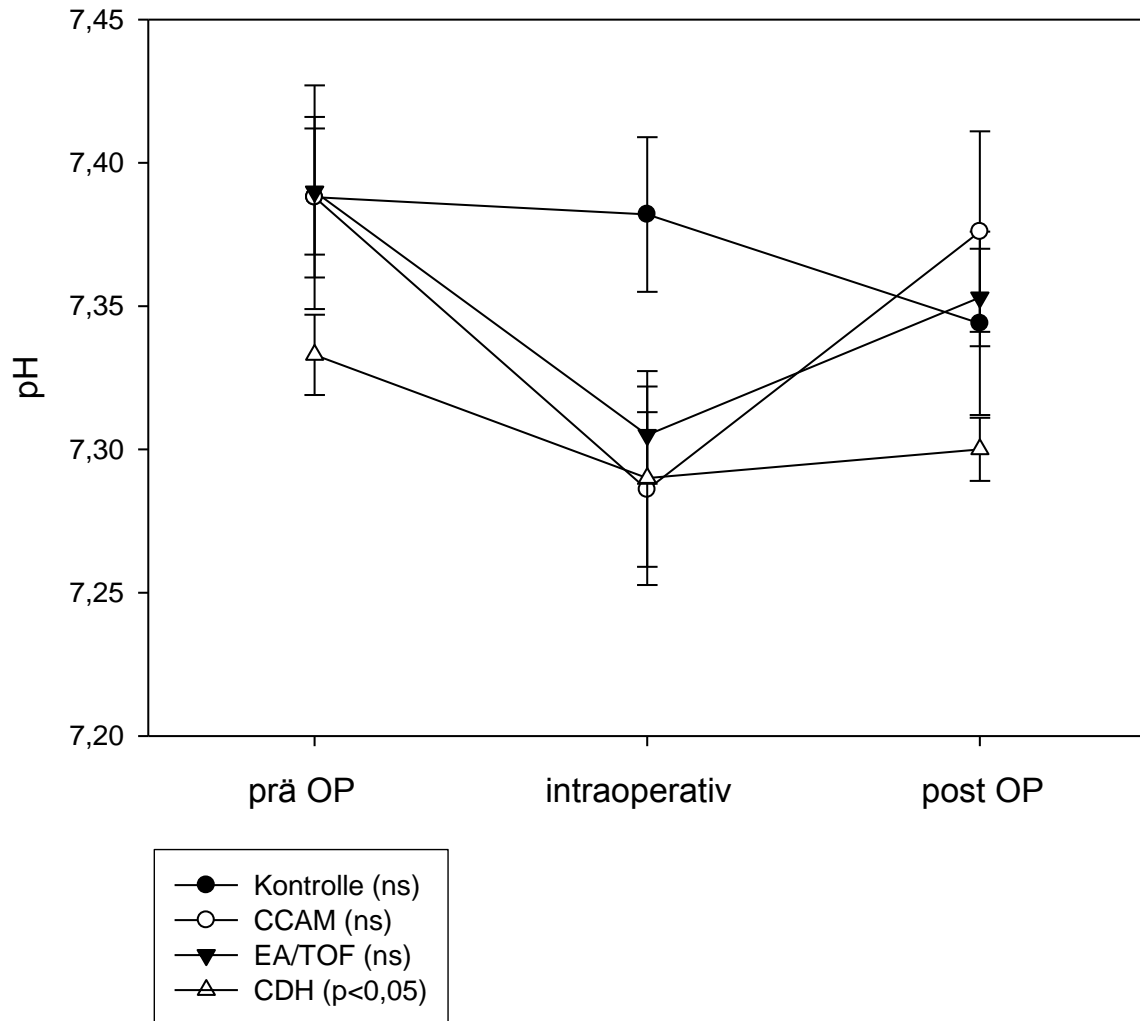 7,45
7,40
7,35
7,30
7,25
7,20
pH
prä OP intraoperativ post OP
Kontrolle (ns)
CCAM (ns)
EA/TOF (ns)
CDH (p<0,05)